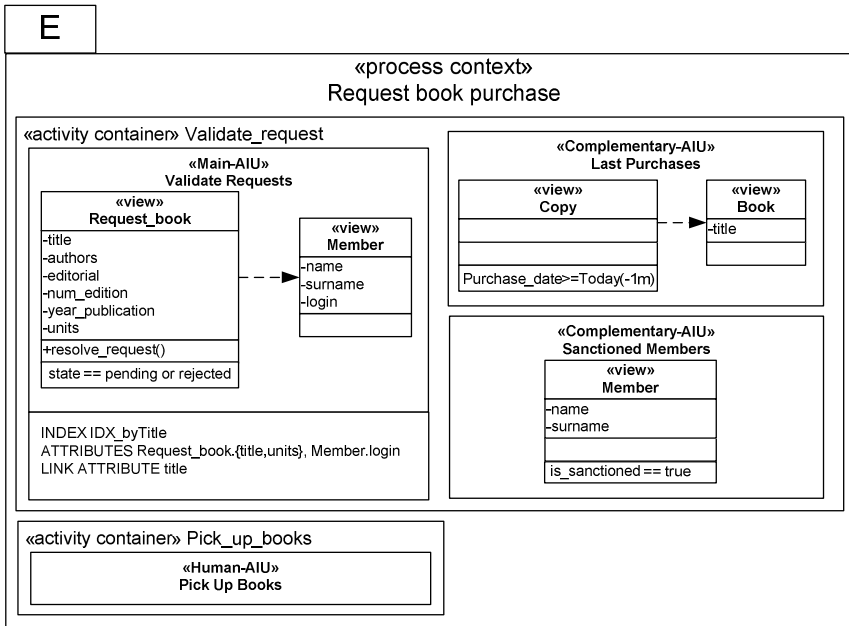 E
«process context»
Request book purchase
«activity container» Validate_request
«Main-AIU»
Validate Requests
«view»
Request_book
-title
-authors
-editorial
-num_edition
-year_publication
-units
+resolve_request()
state == pending or rejected
«view»
Member
-name
-surname
-login
INDEX IDX_byTitle
ATTRIBUTES Request_book.{title,units}, Member.login
LINK ATTRIBUTE title
«Complementary-AIU»
Last Purchases
«view»
Copy
Purchase_date>=Today(-1m)
«view»
Book
-title
«Complementary-AIU»
Sanctioned Members
«view»
Member
-name
-surname
is_sanctioned == true
«activity container» Pick_up_books
«Human-AIU»
Pick Up Books